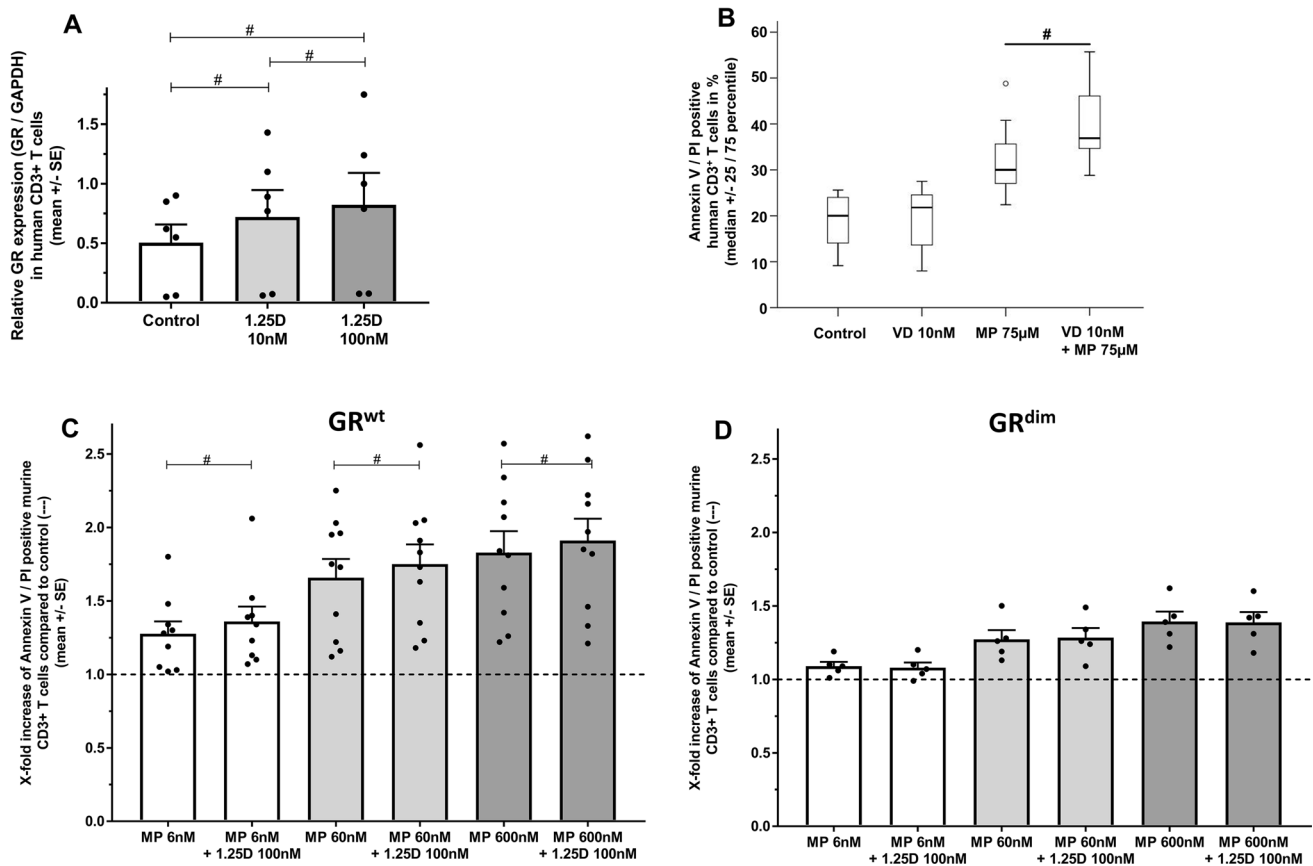 A
#
#
#
Relative GR expression (GR / GAPDH)
in human CD3+ T cells
(mean +/- SE)
1.5
1.0
0.5
0.0
Control
1.25D
10nM
1.25D
100nM
B
#
Annexin V / PI positive
human CD3⁺ T cells in %
(median +/- 25 / 75 percentile)
60
50
40
30
20
10
0
Control
VD 10nM
MP 75µM
VD 10nM
+ MP 75µM
C
GRʷᵗ
#
#
#
X-fold increase of Annexin V / PI positive murine
CD3+ T cells compared to control (---)
(mean +/- SE)
2.5
2.0
1.5
1.0
0.5
0.0
MP 6nM
MP 6nM
+ 1.25D 100nM
MP 60nM
MP 60nM
+ 1.25D 100nM
MP 600nM
MP 600nM
+ 1.25D 100nM
D
GRᵈⁱᵐ
X-fold increase of Annexin V / PI positive murine
CD3+ T cells compared to control (---)
(mean +/- SE)
2.5
2.0
1.5
1.0
0.5
0.0
MP 6nM
MP 6nM
+ 1.25D 100nM
MP 60nM
MP 60nM
+ 1.25D 100nM
MP 600nM
MP 600nM
+ 1.25D 100nM